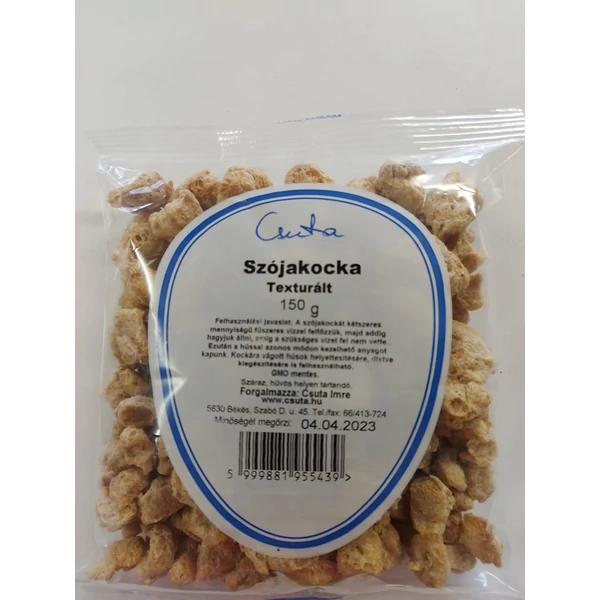 Csuta
Szójakocka
Texturált
150 g
Felhasználási javaslat: A szójakockát kétszeres
mennyiségű fűszeres vízzel felfőzzük, majd addig
hagyjuk állni, amíg a szükséges vizet fel nem vette.
Ezután a hússal azonos módon kezelhető anyagot
kapunk. Kockára vágott húsok helyettesítésére, illetve
kiegészítésére is felhasználható.
GMO mentes.
Száraz, hűvös helyen tartandó.
Forgalmazza: Csuta Imre
www.csuta.hu
5630 Békés, Szabó D. u. 45. Tel./fax: 66/413-724
Minőségét megőrzi: 04.04.2023
5 999881 955439>